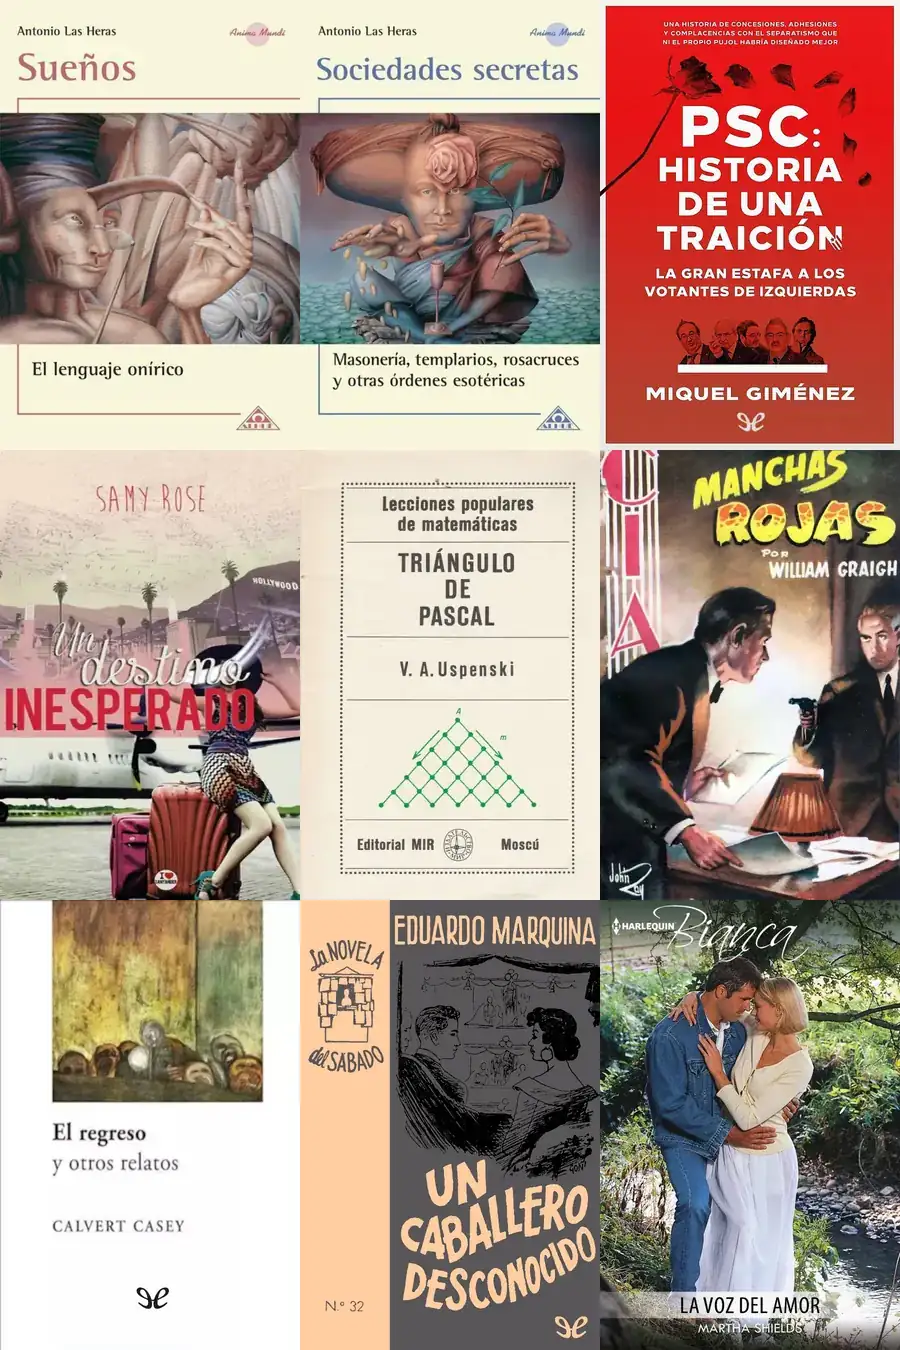 Antonio Las Heras
Anima Mundi
Sueños
El lenguaje onírico
Antonio Las Heras
Anima Mundi
Sociedades secretas
Masonería, templarios, rosacruces
y otras órdenes esotéricas
UNA HISTORIA DE CONCESIONES, ADHESIONES
Y COMPLACENCIAS CON EL SEPARATISMO QUE
NI EL PROPIO PUJOL HABRÍA DISEÑADO MEJOR
PSC:
HISTORIA
DE UNA
TRAICIÓN
LA GRAN ESTAFA A LOS
VOTANTES DE IZQUIERDAS
MIQUEL GIMÉNEZ
SAMY ROSE
HOLLYWOOD
Un
destino
INESPERADO
Lecciones populares
de matemáticas
TRIÁNGULO
DE
PASCAL
V. A. Uspenski
A
m
Editorial MIR
Moscú
CIA
MANCHAS
ROJAS
POR
WILLIAM GRAIGH
John
El regreso
y otros relatos
CALVERT CASEY
La NOVELA
del SÁBADO
N.º 32
EDUARDO MARQUINA
UN
CABALLERO
DESCONOCIDO
HARLEQUIN
Bianca
LA VOZ DEL AMOR
MARTHA SHIELDS